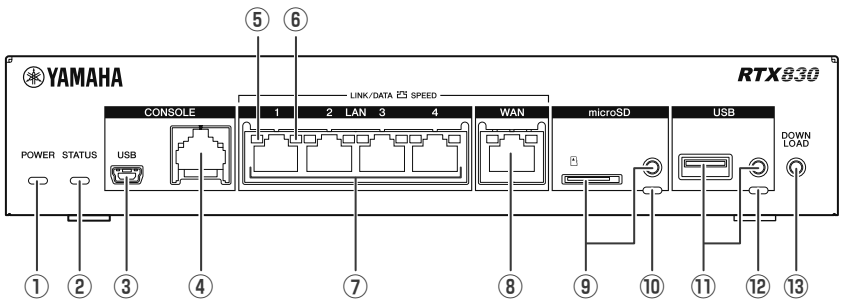 ⑤ ⑥
YAMAHA
RTX830
LINK/DATA SPEED
CONSOLE
1 2 LAN 3 4
WAN
microSD
USB
DOWN
LOAD
POWER STATUS USB
① ② ③ ④ ⑦ ⑧ ⑨ ⑩ ⑪ ⑫ ⑬